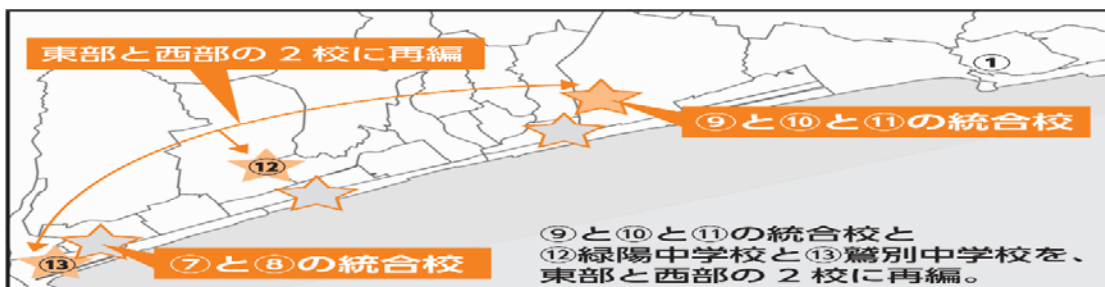 東部と西部の2校に再編
①
⑨と⑩と⑪の統合校
⑫
⑬
⑦と⑧の統合校
⑨と⑩と⑪の統合校と
⑫緑陽中学校と⑬鷲別中学校を、
東部と西部の2校に再編。